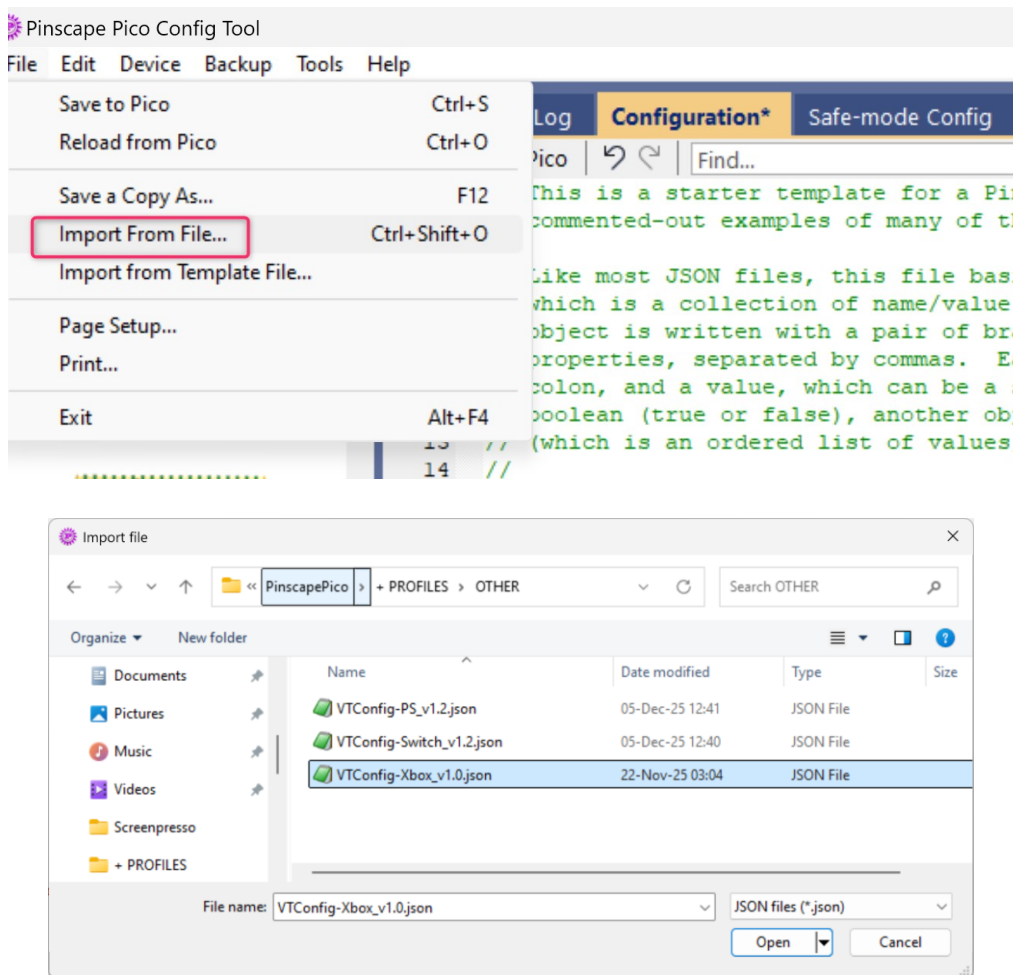 Pinscape Pico Config Tool
File Edit Device Backup Tools Help
Save to Pico Ctrl+S
Reload from Pico Ctrl+O
Save a Copy As... F12
Import From File... Ctrl+Shift+O
Import from Template File...
Page Setup...
Print...
Exit Alt+F4
Log Configuration* Safe-mode Config
Pico Find...
This is a starter template for a Pi
commented-out examples of many of t
Like most JSON files, this file bas
which is a collection of name/value
object is written with a pair of br
properties, separated by commas. E
colon, and a value, which can be a
boolean (true or false), another ob
13 // (which is an ordered list of values
14 //
Import file
« PinscapePico › + PROFILES › OTHER Search OTHER
Organize New folder
Name Date modified Type Size
Documents
Pictures
Music
Videos
Screenpresso
+ PROFILES
VTConfig-PS_v1.2.json 05-Dec-25 12:41 JSON File
VTConfig-Switch_v1.2.json 05-Dec-25 12:40 JSON File
VTConfig-Xbox_v1.0.json 22-Nov-25 03:04 JSON File
File name: VTConfig-Xbox_v1.0.json JSON files (*.json)
Open Cancel